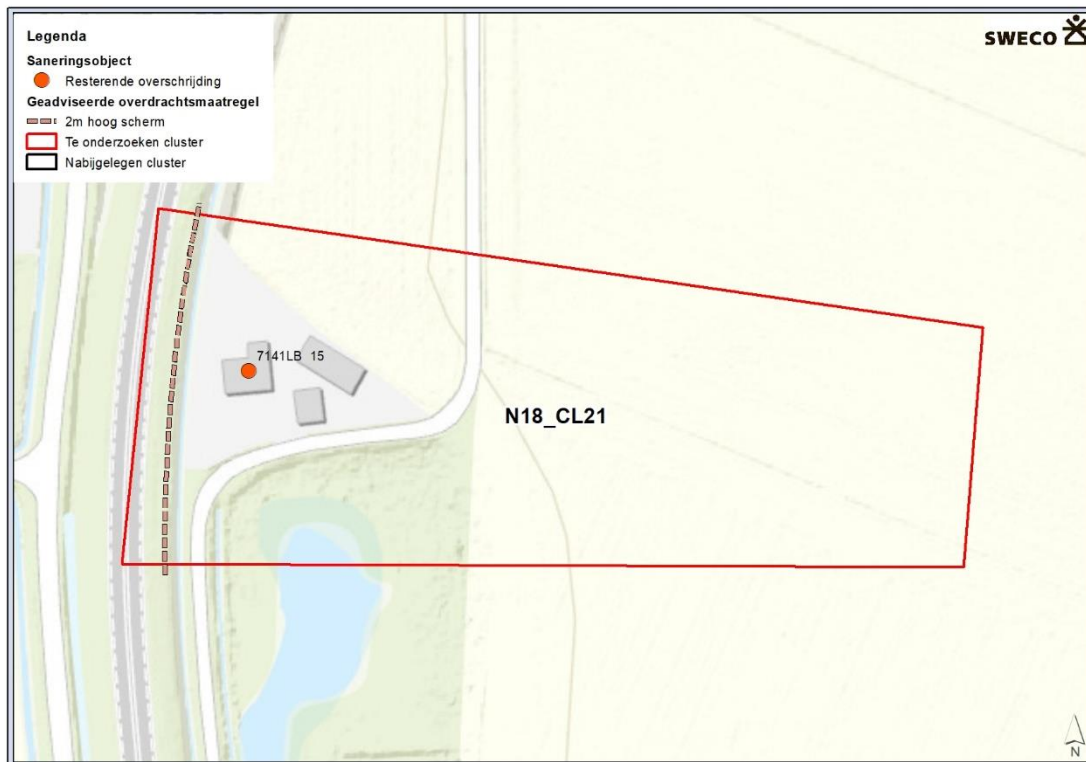 Legenda
SWECO
Saneringsobject
Resterende overschrijding
Geadviseerde overdrachtsmaatregel
2m hoog scherm
Te onderzoeken cluster
Nabijgelegen cluster
7141LB 15
N18_CL21
N